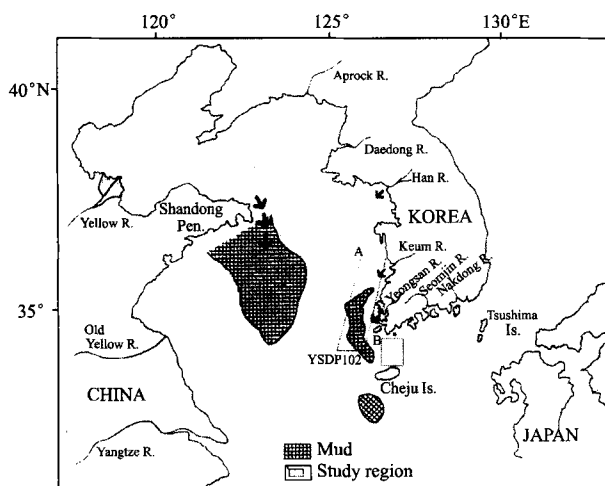 120° 125° 130°E
40°N
Aprock R.
Daedong R.
Han R.
Shandong
Pen.
Yellow R.
KOREA
Keum R.
A
Yeongsan R.
Seomjin R.
Nakdong R.
35°
Tsushima
Is.
Old
Yellow R.
B
YSDP102
Cheju Is.
CHINA
JAPAN
Yangtze R.
Mud
Study region